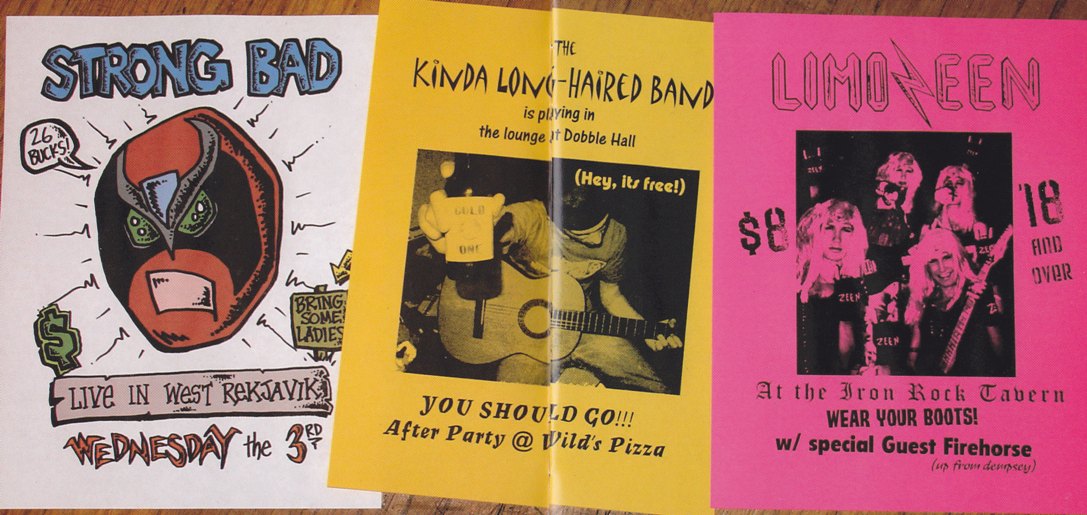 STRONG BAD
26
BUCKS!
$
BRING
SOME
LADIES
LIVE IN WEST REKJAVIK!
WEDNESDAY the 3RD
THE
KINDA LONG-HAIRED BAND
is playing in
the lounge at Dobble Hall
(Hey, its free!)
COLD
ONE
YOU SHOULD GO!!!
After Party @ Wild's Pizza
LIMOZEEN
$8
'18
AND
OVER
ZEEN
ZEEN
ZEEN
At the Iron Rock Tavern
WEAR YOUR BOOTS!
w/ special Guest Firehorse
(up from dempsey)